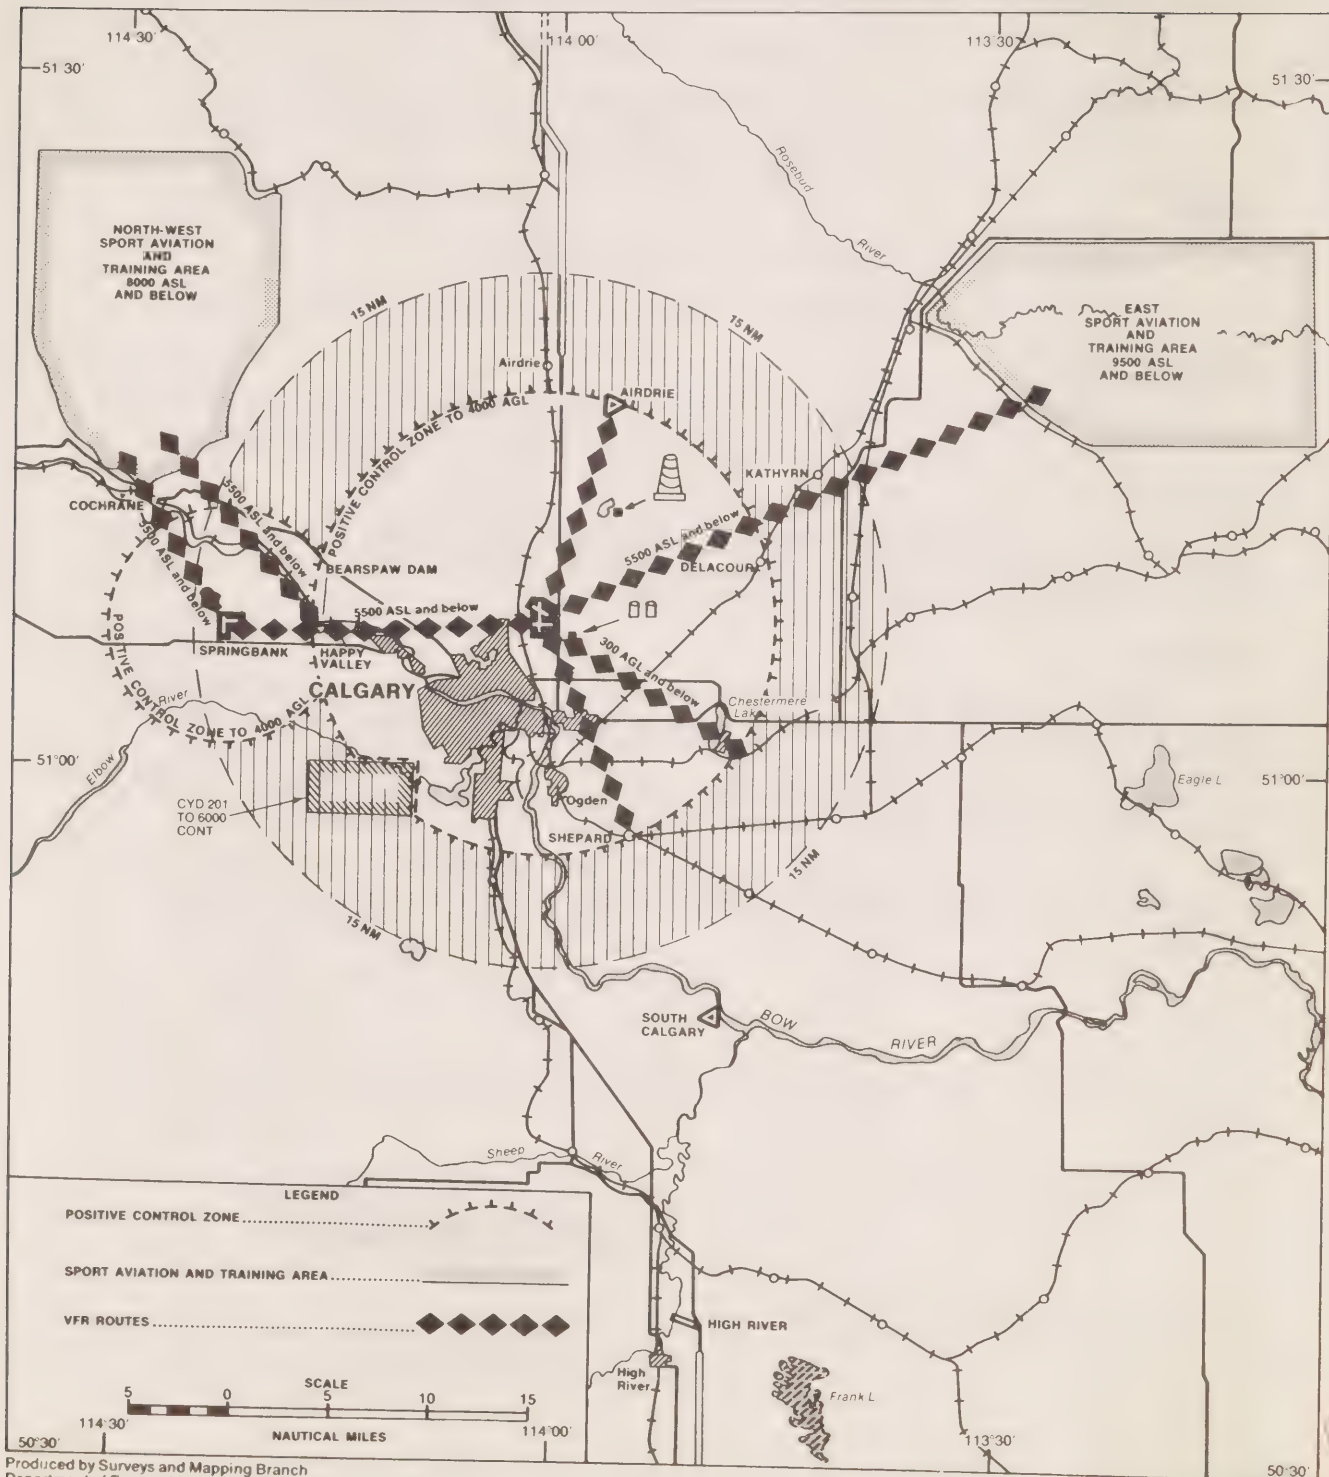 114°30'
114°00'
113°30'
51°30'
51°30'
Rosebud
River
NORTH-WEST
SPORT AVIATION
AND
TRAINING AREA
8000 ASL
AND BELOW
15 NM
15 NM
EAST
SPORT AVIATION
AND
TRAINING AREA
9500 ASL
AND BELOW
Airdrie
AIRDRIE
POSITIVE CONTROL ZONE TO 4000 AGL
KATHYRN
COCHRANE
5500 ASL and below
5500 ASL and below
5500 ASL and below
DELACOUR
BEARSPAW DAM
5500 ASL and below
SPRINGBANK
HAPPY
VALLEY
300 AGL and below
POSITIVE CONTROL ZONE TO 4000 AGL
CALGARY
River
Elbow
Chestermere
Lake
51°00'
51°00'
Eagle L
CYD 201
TO 6000
CONT
Ogden
SHEPARD
15 NM
15 NM
SOUTH
CALGARY
BOW
RIVER
Sheep
River
LEGEND
POSITIVE CONTROL ZONE
SPORT AVIATION AND TRAINING AREA
VFR ROUTES
HIGH RIVER
High
River
Frank L
SCALE
5 0 5 10 15
NAUTICAL MILES
114°30'
114°00'
113°30'
50°30'
50°30'
Produced by Surveys and Mapping Branch